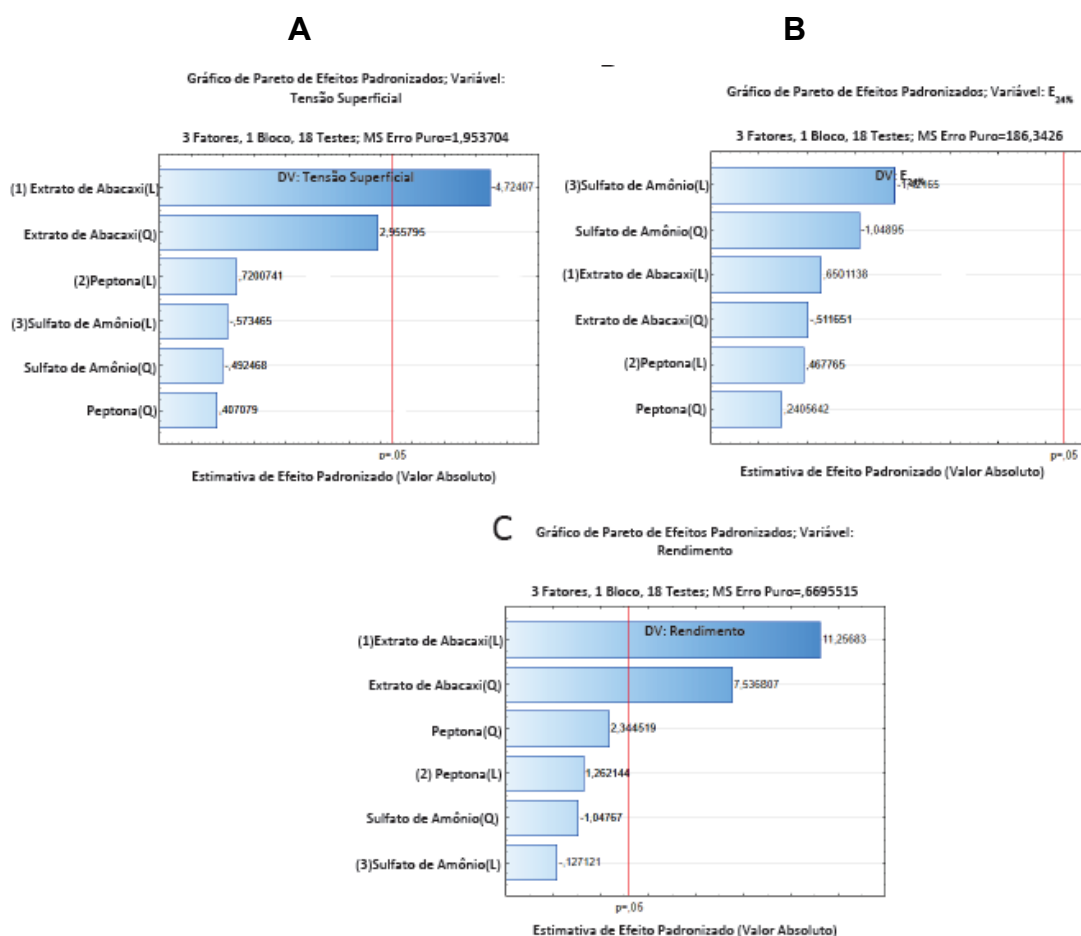 A
B
Gráfico de Pareto de Efeitos Padronizados; Variável:
Tensão Superficial
3 Fatores, 1 Bloco, 18 Testes; MS Erro Puro=1,953704
DV: Tensão Superficial
(1) Extrato de Abacaxi(L)
-4,72407
Extrato de Abacaxi(Q)
2,955795
(2)Peptona(L)
,7200741
(3)Sulfato de Amônio(L)
-,573465
Sulfato de Amônio(Q)
-,492468
Peptona(Q)
,407079
p=,05
Estimativa de Efeito Padronizado (Valor Absoluto)
Gráfico de Pareto de Efeitos Padronizados; Variável: E24%
3 Fatores, 1 Bloco, 18 Testes; MS Erro Puro=186,3426
DV: E24%
(3)Sulfato de Amônio(L)
Sulfato de Amônio(Q)
-1,04895
(1)Extrato de Abacaxi(L)
,6501138
Extrato de Abacaxi(Q)
-,511651
(2)Peptona(L)
,467765
Peptona(Q)
,2405642
p=,05
Estimativa de Efeito Padronizado (Valor Absoluto)
C
Gráfico de Pareto de Efeitos Padronizados; Variável:
Rendimento
3 Fatores, 1 Bloco, 18 Testes; MS Erro Puro=,6695515
DV: Rendimento
(1)Extrato de Abacaxi(L)
11,25683
Extrato de Abacaxi(Q)
7,536807
Peptona(Q)
2,344519
(2) Peptona(L)
1,262144
Sulfato de Amônio(Q)
-1,04767
(3)Sulfato de Amônio(L)
-,127121
p=,06
Estimativa de Efeito Padronizado (Valor Absoluto)